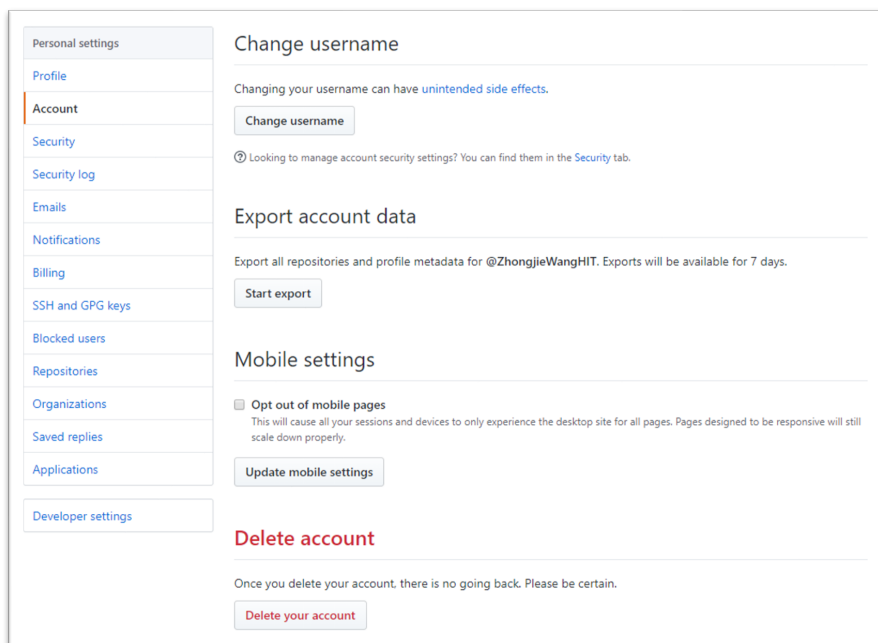 Personal settings
Profile
Account
Security
Security log
Emails
Notifications
Billing
SSH and GPG keys
Blocked users
Repositories
Organizations
Saved replies
Applications
Developer settings
Change username
Changing your username can have unintended side effects.
Change username
Looking to manage account security settings? You can find them in the Security tab.
Export account data
Export all repositories and profile metadata for @ZhongjieWangHIT. Exports will be available for 7 days.
Start export
Mobile settings
Opt out of mobile pages
This will cause all your sessions and devices to only experience the desktop site for all pages. Pages designed to be responsive will still
scale down properly.
Update mobile settings
Delete account
Once you delete your account, there is no going back. Please be certain.
Delete your account